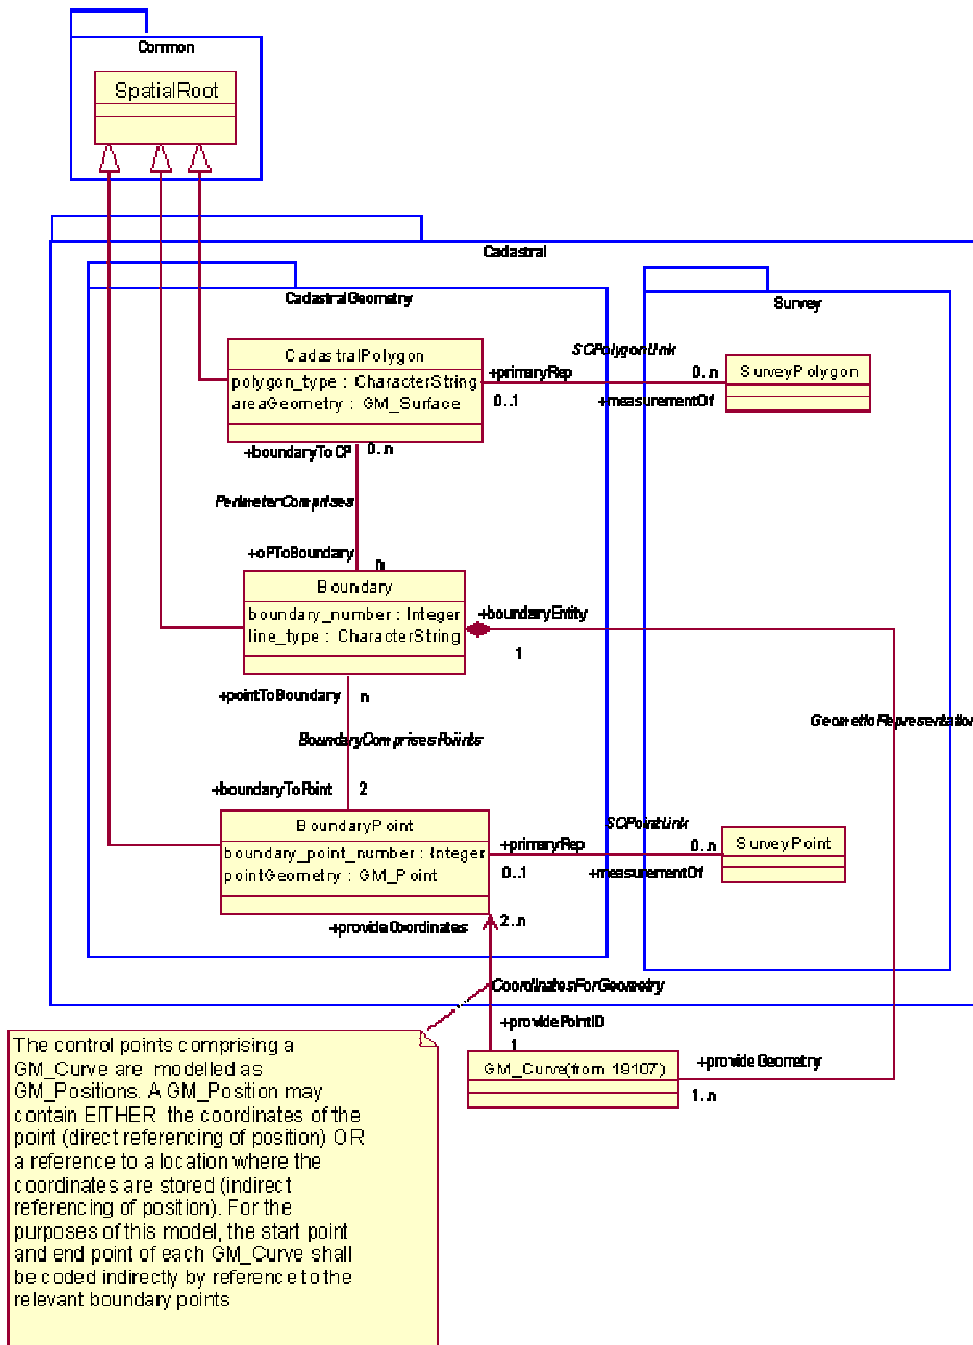 Common
SpatialRoot
Cadastral
CadastralGeometry
Survey
CadastralPolygon
polygon_type : CharacterString
areaGeometry : GM_Surface
+primaryRep
0..1
SCPolygonLink
0..n
+measurementOf
SurveyPolygon
+boundaryToCP
0..n
PerimeterComprises
+cPToBoundary
n
Boundary
boundary_number : Integer
line_type : CharacterString
+boundaryEntity
1
+pointToBoundary
n
GeometicRepresentation
BoundaryComprisesPoints
+boundaryToPoint
2
BoundaryPoint
boundary_point_number : Integer
pointGeometry : GM_Point
+primaryRep
0..1
SCPointLink
0..n
+measurementOf
SurveyPoint
+provideCoordinates
2..n
CoordinatesForGeometry
+providePointID
1
GM_Curve(from 19107)
+provideGeometry
1..n
The control points comprising a
GM_Curve are modelled as
GM_Positions. A GM_Position may
contain EITHER the coordinates of the
point (direct referencing of position) OR
a reference to a location where the
coordinates are stored (indirect
referencing of position). For the
purposes of this model, the start point
and end point of each GM_Curve shall
be coded indirectly by reference to the
relevant boundary points